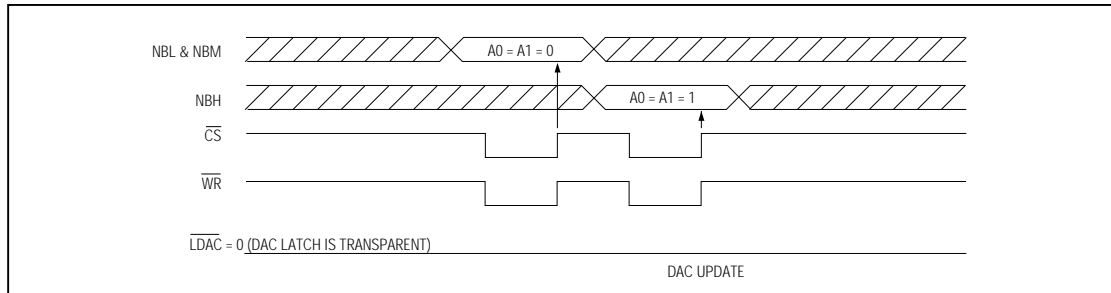 NBL & NBM
A0 = A1 = 0
NBH
A0 = A1 = 1
CS
WR
LDAC = 0 (DAC LATCH IS TRANSPARENT)
DAC UPDATE